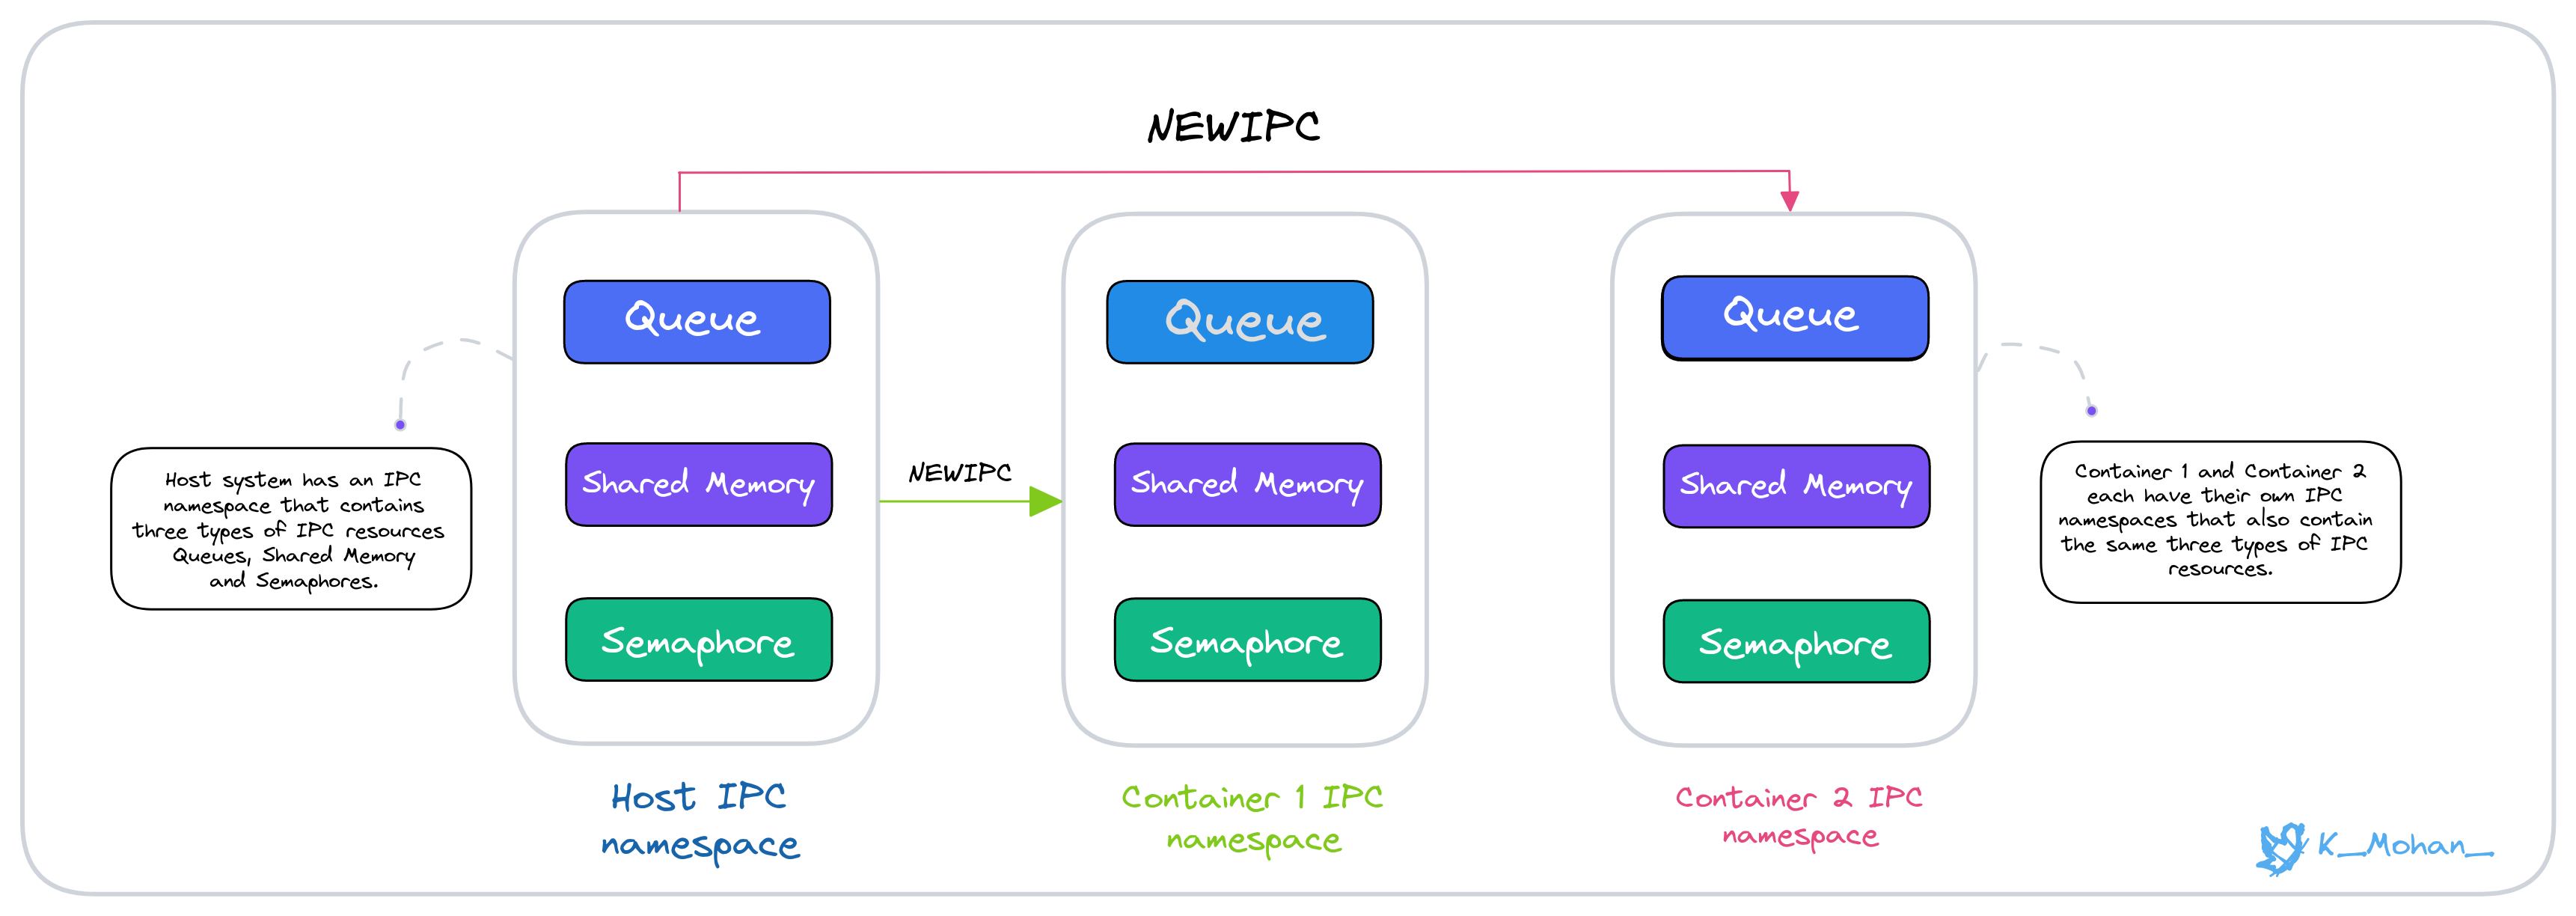 NEWIPC
Queue
Shared Memory
Semaphore
NEWIPC
Queue
Shared Memory
Semaphore
Queue
Shared Memory
Semaphore
Host system has an IPC
namespace that contains
three types of IPC resources
Queues, Shared Memory
and Semaphores.
Container 1 and Container 2
each have their own IPC
namespaces that also contain
the same three types of IPC
resources.
Host IPC
namespace
Container 1 IPC
namespace
Container 2 IPC
namespace
K_Mohan_